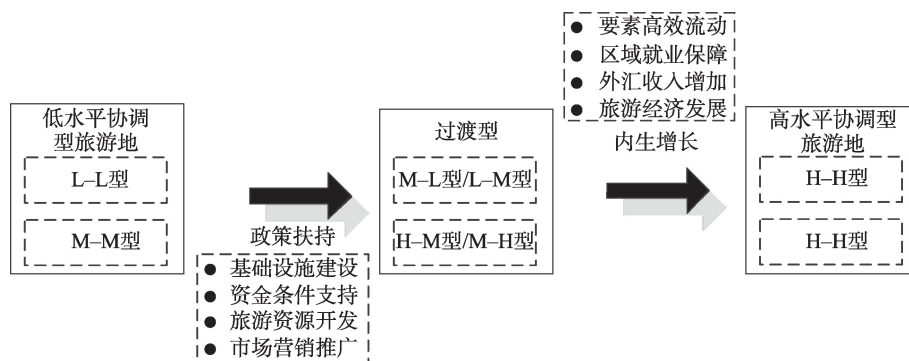 低水平协调
型旅游地
L–L型
M–M型
政策扶持
● 基础设施建设
● 资金条件支持
● 旅游资源开发
● 市场营销推广
过渡型
M–L型/L–M型
H–M型/M–H型
● 要素高效流动
● 区域就业保障
● 外汇收入增加
● 旅游经济发展
内生增长
高水平协调型
旅游地
H–H型
H–H型